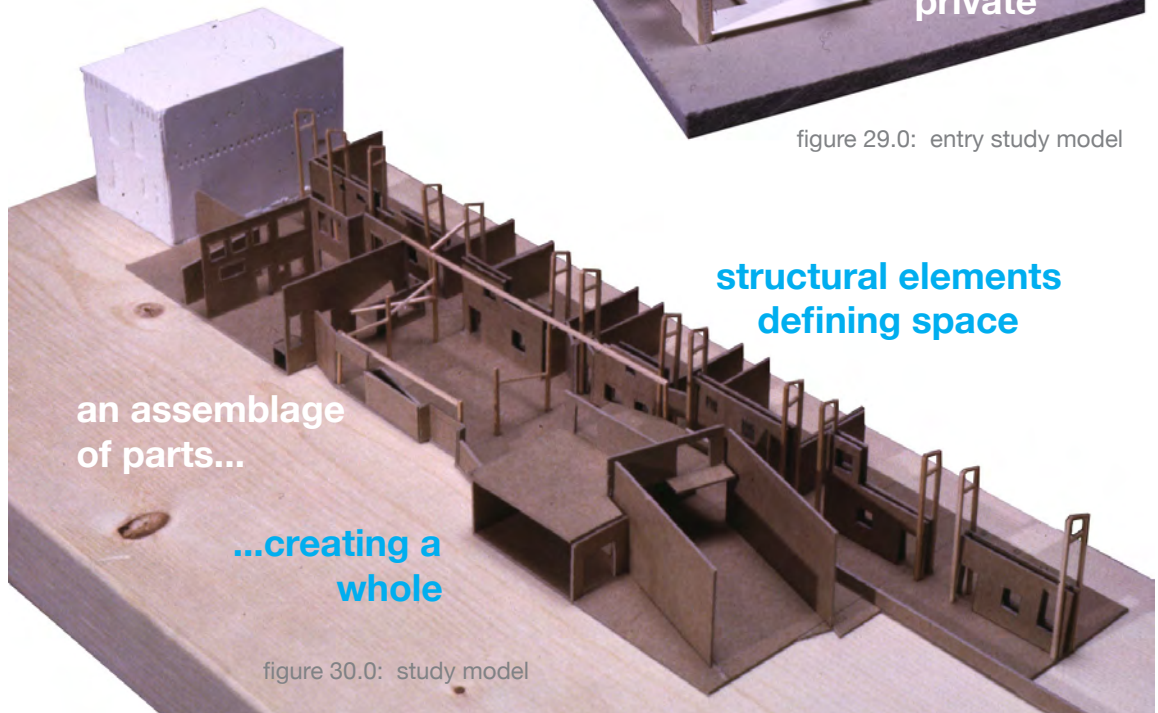 private
figure 29.0: entry study model
structural elements
defining space
an assemblage
of parts...
...creating a
whole
figure 30.0: study model